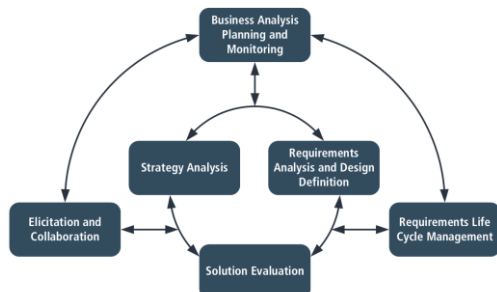 Business Analysis
Planning and
Monitoring
Strategy Analysis
Requirements
Analysis and Design
Definition
Elicitation and
Collaboration
Requirements Life
Cycle Management
Solution Evaluation